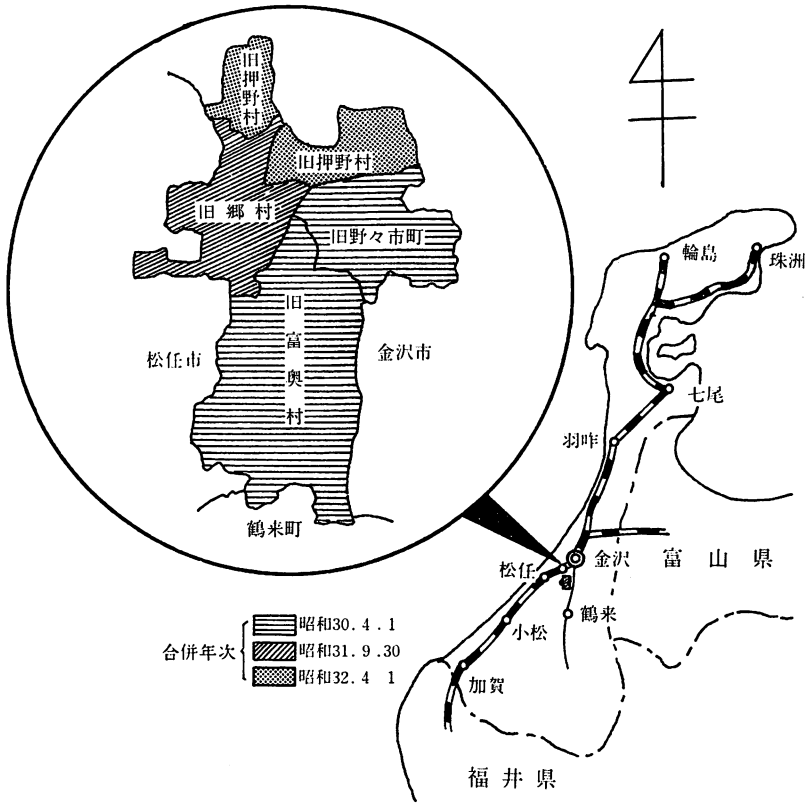 旧押野村
旧押野村
旧郷村
旧野々市町
旧富奥村
松任市
金沢市
鶴来町
輪島
珠洲
七尾
羽咋
金沢
富山県
松任
鶴来
小松
加賀
福井県
合併年次
昭和30.4.1
昭和31.9.30
昭和32.4 1